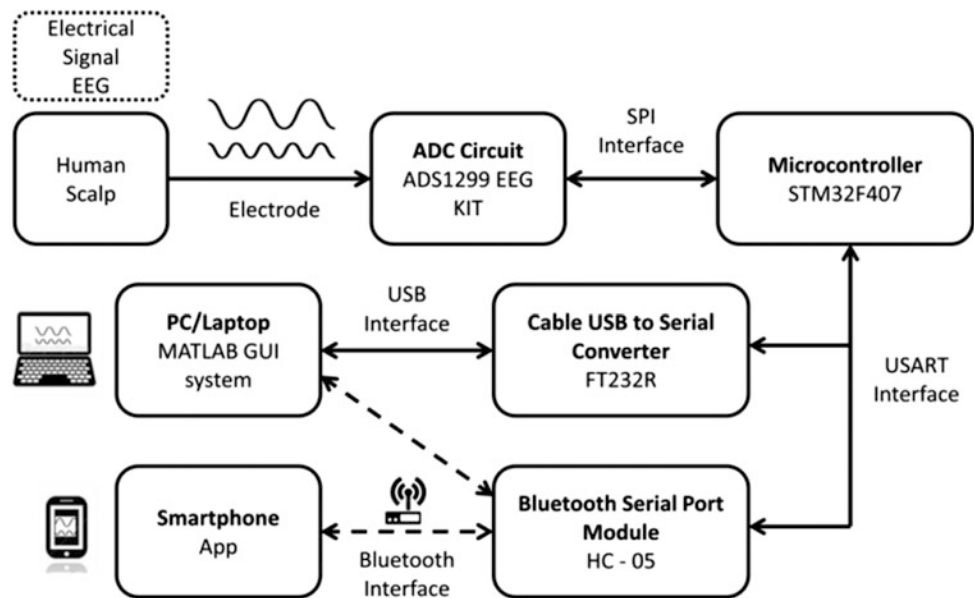 Electrical
Signal
EEG
Human
Scalp
Electrode
ADC Circuit
ADS1299 EEG
KIT
SPI
Interface
Microcontroller
STM32F407
PC/Laptop
MATLAB GUI
system
USB
Interface
Cable USB to Serial
Converter
FT232R
USART
Interface
Smartphone
App
Bluetooth
Interface
Bluetooth Serial Port
Module
HC - 05